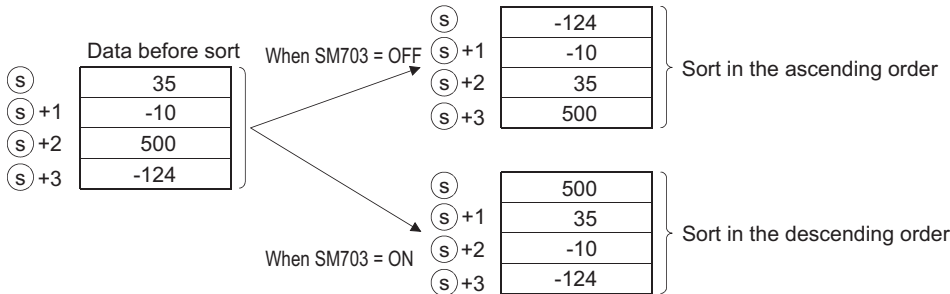 Data before sort
(s) 35
(s)+1 -10
(s)+2 500
(s)+3 -124
When SM703 = OFF
(s) -124
(s)+1 -10
(s)+2 35
(s)+3 500
Sort in the ascending order
When SM703 = ON
(s) 500
(s)+1 35
(s)+2 -10
(s)+3 -124
Sort in the descending order